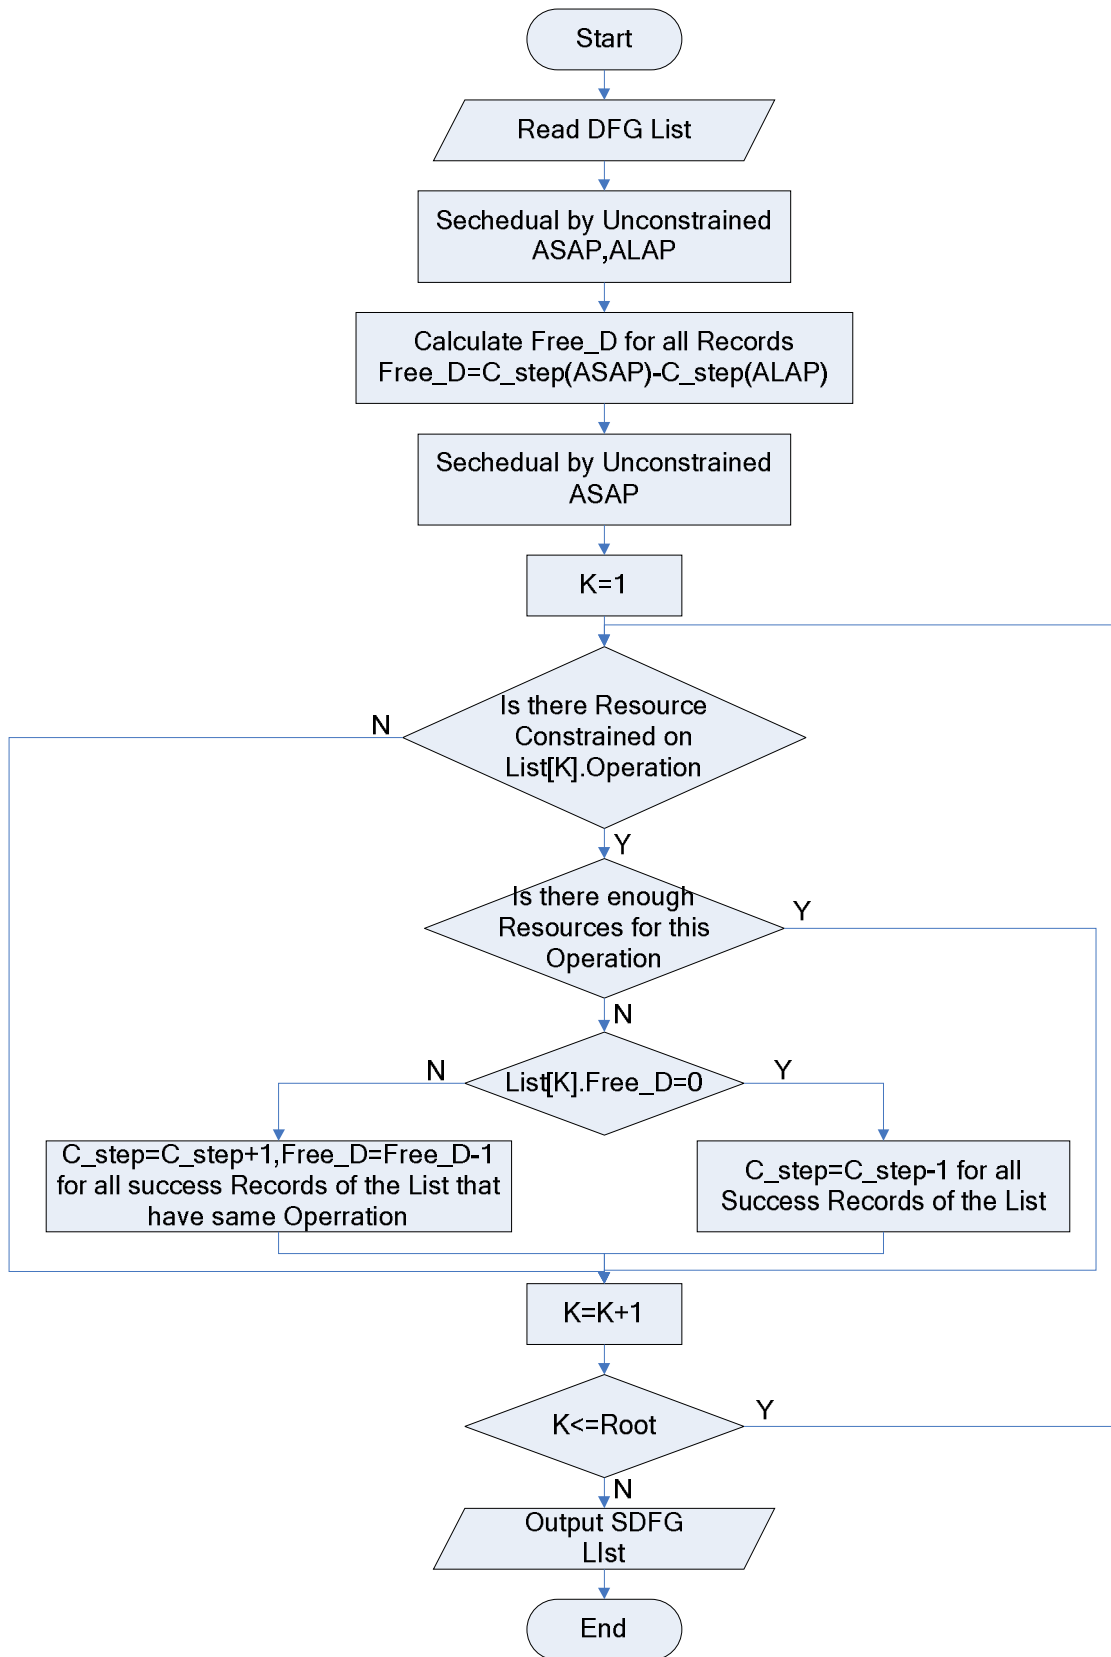 Start
Read DFG List
Sechedual by Unconstrained
ASAP,ALAP
Calculate Free_D for all Records
Free_D=C_step(ASAP)-C_step(ALAP)
Sechedual by Unconstrained
ASAP
K=1
Is there Resource
Constrained on
List[K].Operation
N
Y
Is there enough
Resources for this
Operation
Y
N
List[K].Free_D=0
N
Y
C_step=C_step+1,Free_D=Free_D-1
for all success Records of the List that
have same Operration
C_step=C_step-1 for all
Success Records of the List
K=K+1
K<=Root
Y
N
Output SDFG
LIst
End